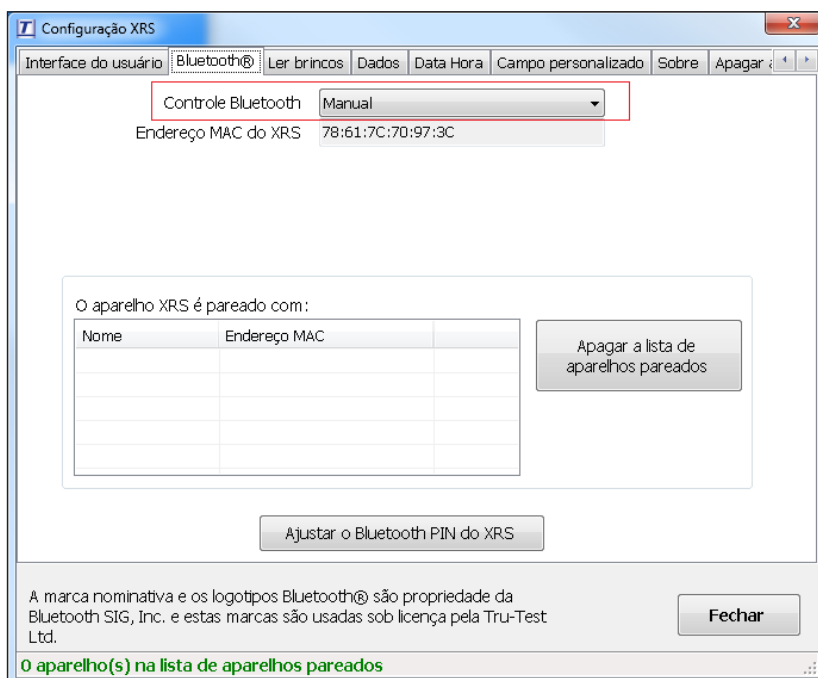 Configuração XRS
Interface do usuário Bluetooth® Ler brincos Dados Data Hora Campo personalizado Sobre Apagar
Controle Bluetooth Manual
Endereço MAC do XRS 78:61:7C:70:97:3C
O aparelho XRS é pareado com:
Nome Endereço MAC
Apagar a lista de
aparelhos pareados
Ajustar o Bluetooth PIN do XRS
A marca nominativa e os logotipos Bluetooth® são propriedade da
Bluetooth SIG, Inc. e estas marcas são usadas sob licença pela Tru-Test
Ltd.
Fechar
0 aparelho(s) na lista de aparelhos pareados